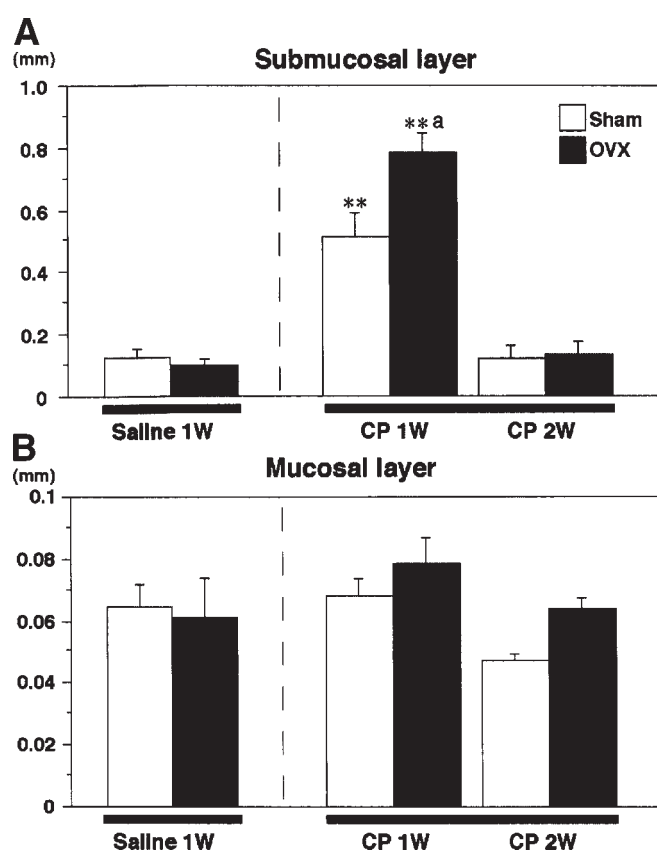 A
(mm)
Submucosal layer
1.0
0.8
0.6
0.4
0.2
0
**
**a
Sham
OVX
Saline 1W
CP 1W
CP 2W
B
(mm)
Mucosal layer
0.1
0.08
0.06
0.04
0.02
0
Saline 1W
CP 1W
CP 2W